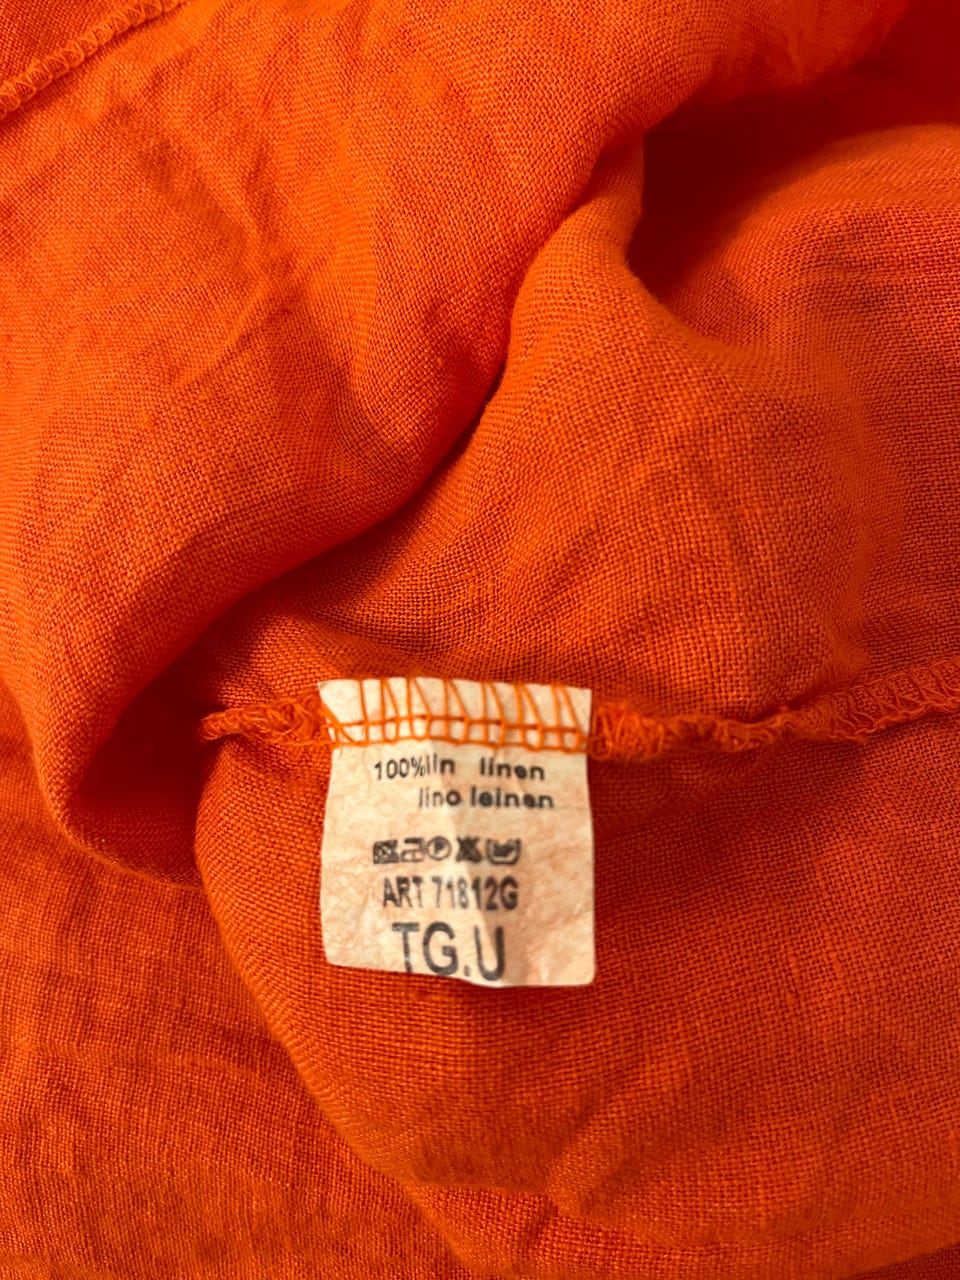 100%lin linen
lino leinen
ART 71812G
TG.U